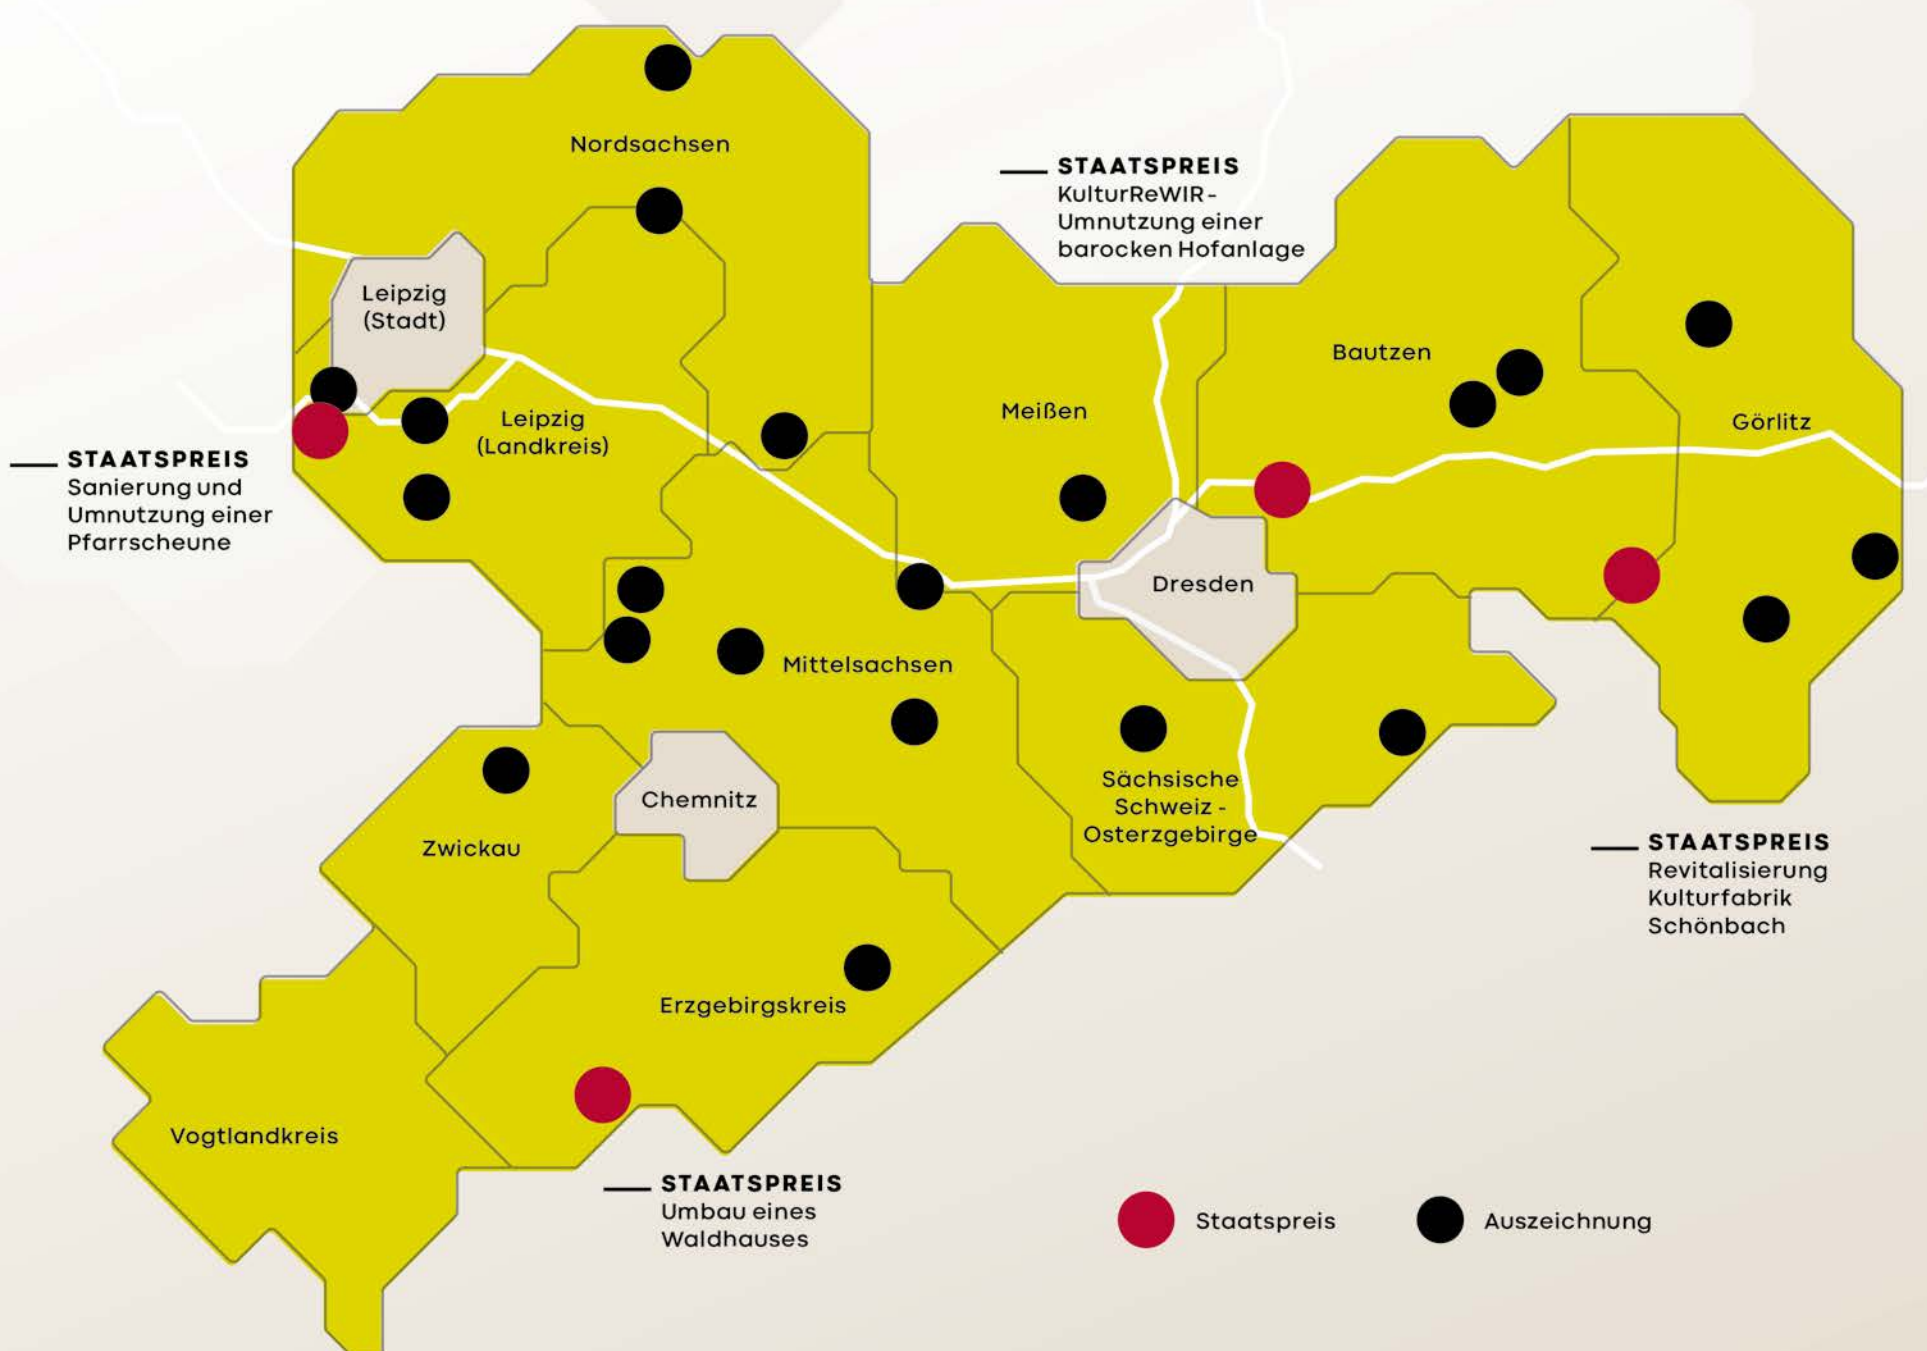 Nordsachsen
STAATSPREIS
KulturReWIR-
Umnutzung einer
barocken Hofanlage
Leipzig
(Stadt)
Bautzen
Meißen
Leipzig
(Landkreis)
Görlitz
STAATSPREIS
Sanierung und
Umnutzung einer
Pfarrscheune
Dresden
Mittelsachsen
Sächsische
Schweiz -
Osterzgebirge
Chemnitz
Zwickau
STAATSPREIS
Revitalisierung
Kulturfabrik
Schönbach
Erzgebirgskreis
Vogtlandkreis
STAATSPREIS
Umbau eines
Waldhauses
Staatspreis
Auszeichnung